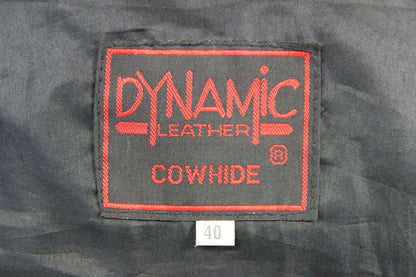 DYNAMiC
LEATHER
®
COWHIDE
40